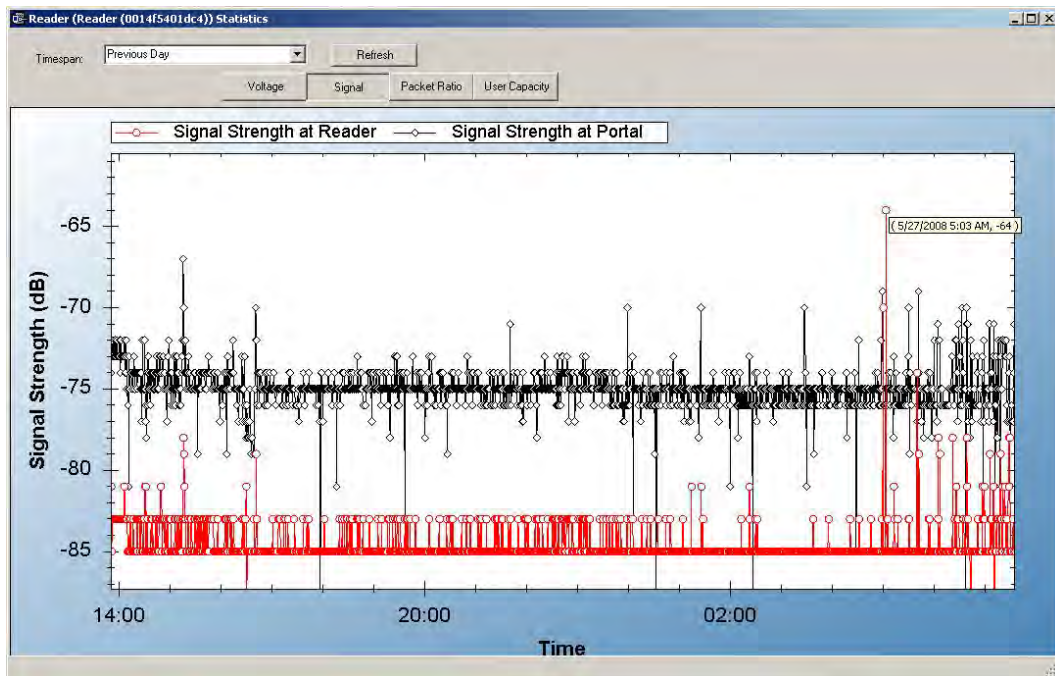 Reader (Reader (0014f5401dc4)) Statistics
Timespan: Previous Day Refresh
Voltage Signal Packet Ratio User Capacity
Signal Strength at Reader Signal Strength at Portal
-65
( 5/27/2008 5:03 AM, -64 )
-70
-75
-80
-85
Signal Strength (dB)
14:00 20:00 02:00
Time